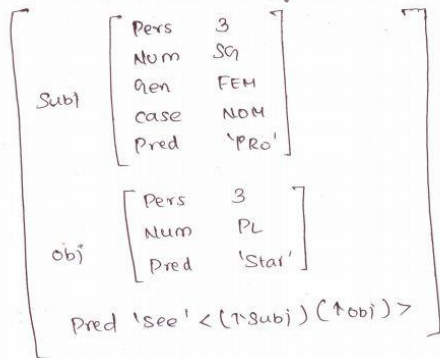 Pers 3
Num SG
Gen FEM
Subj
Case NOM
Pred 'PRO'
Pers 3
Num PL
Obj
Pred 'Star'
Pred 'see' < (↑Subj) (↑Obj) >